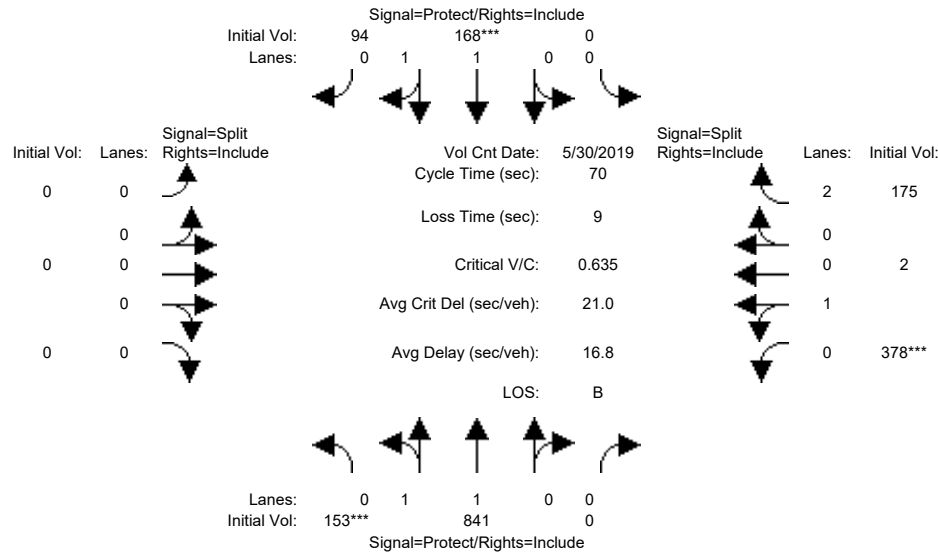 Signal=Protect/Rights=Include
Initial Vol: 94 168*** 0
Lanes: 0 1 1 0 0
Signal=Split
Initial Vol: Lanes: Rights=Include
Vol Cnt Date: 5/30/2019
Signal=Split
Rights=Include Lanes: Initial Vol:
Cycle Time (sec): 70
0 0
2 175
Loss Time (sec): 9
0
0
0 0
Critical V/C: 0.635
0 2
0
Avg Crit Del (sec/veh): 21.0
1
0 0
Avg Delay (sec/veh): 16.8
0 378***
LOS: B
Lanes: 0 1 1 0 0
Initial Vol: 153*** 841 0
Signal=Protect/Rights=Include